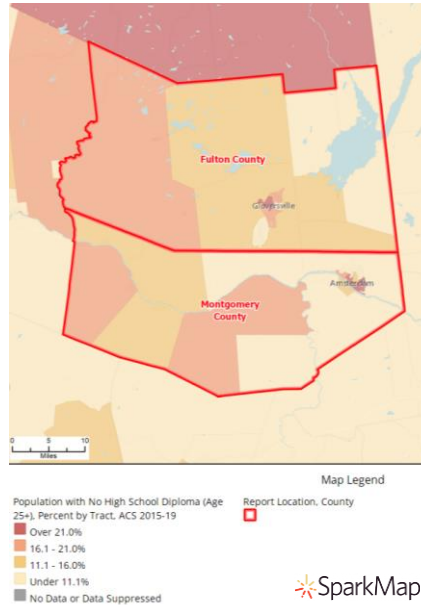 Fulton County
Gloversville
Amsterdam
Montgomery
County
0 5 10
Miles
Map Legend
Population with No High School Diploma (Age
25+), Percent by Tract, ACS 2015-19
Over 21.0%
16.1 - 21.0%
11.1 - 16.0%
Under 11.1%
No Data or Data Suppressed
Report Location, County
SparkMap